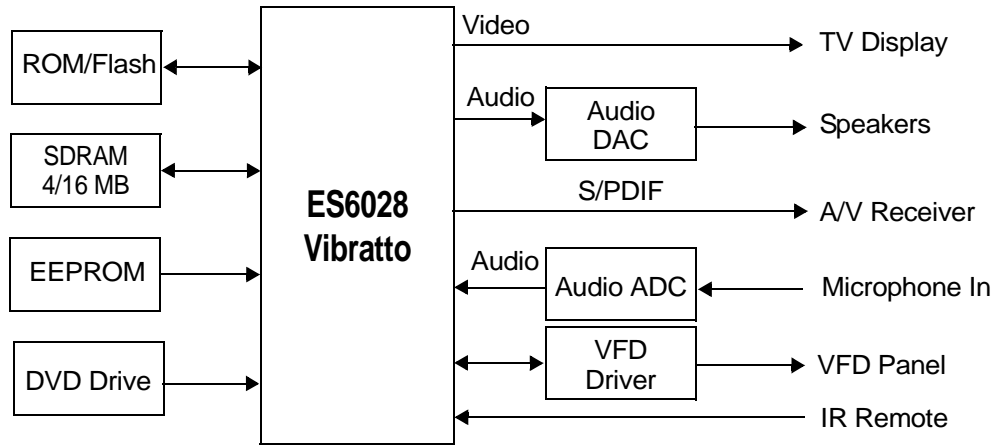 Video
TV Display
ROM/Flash
Audio
Audio
DAC
Speakers
SDRAM
4/16 MB
S/PDIF
ES6028
Vibratto
A/V Receiver
EEPROM
Audio
Audio ADC
Microphone In
DVD Drive
VFD
Driver
VFD Panel
IR Remote